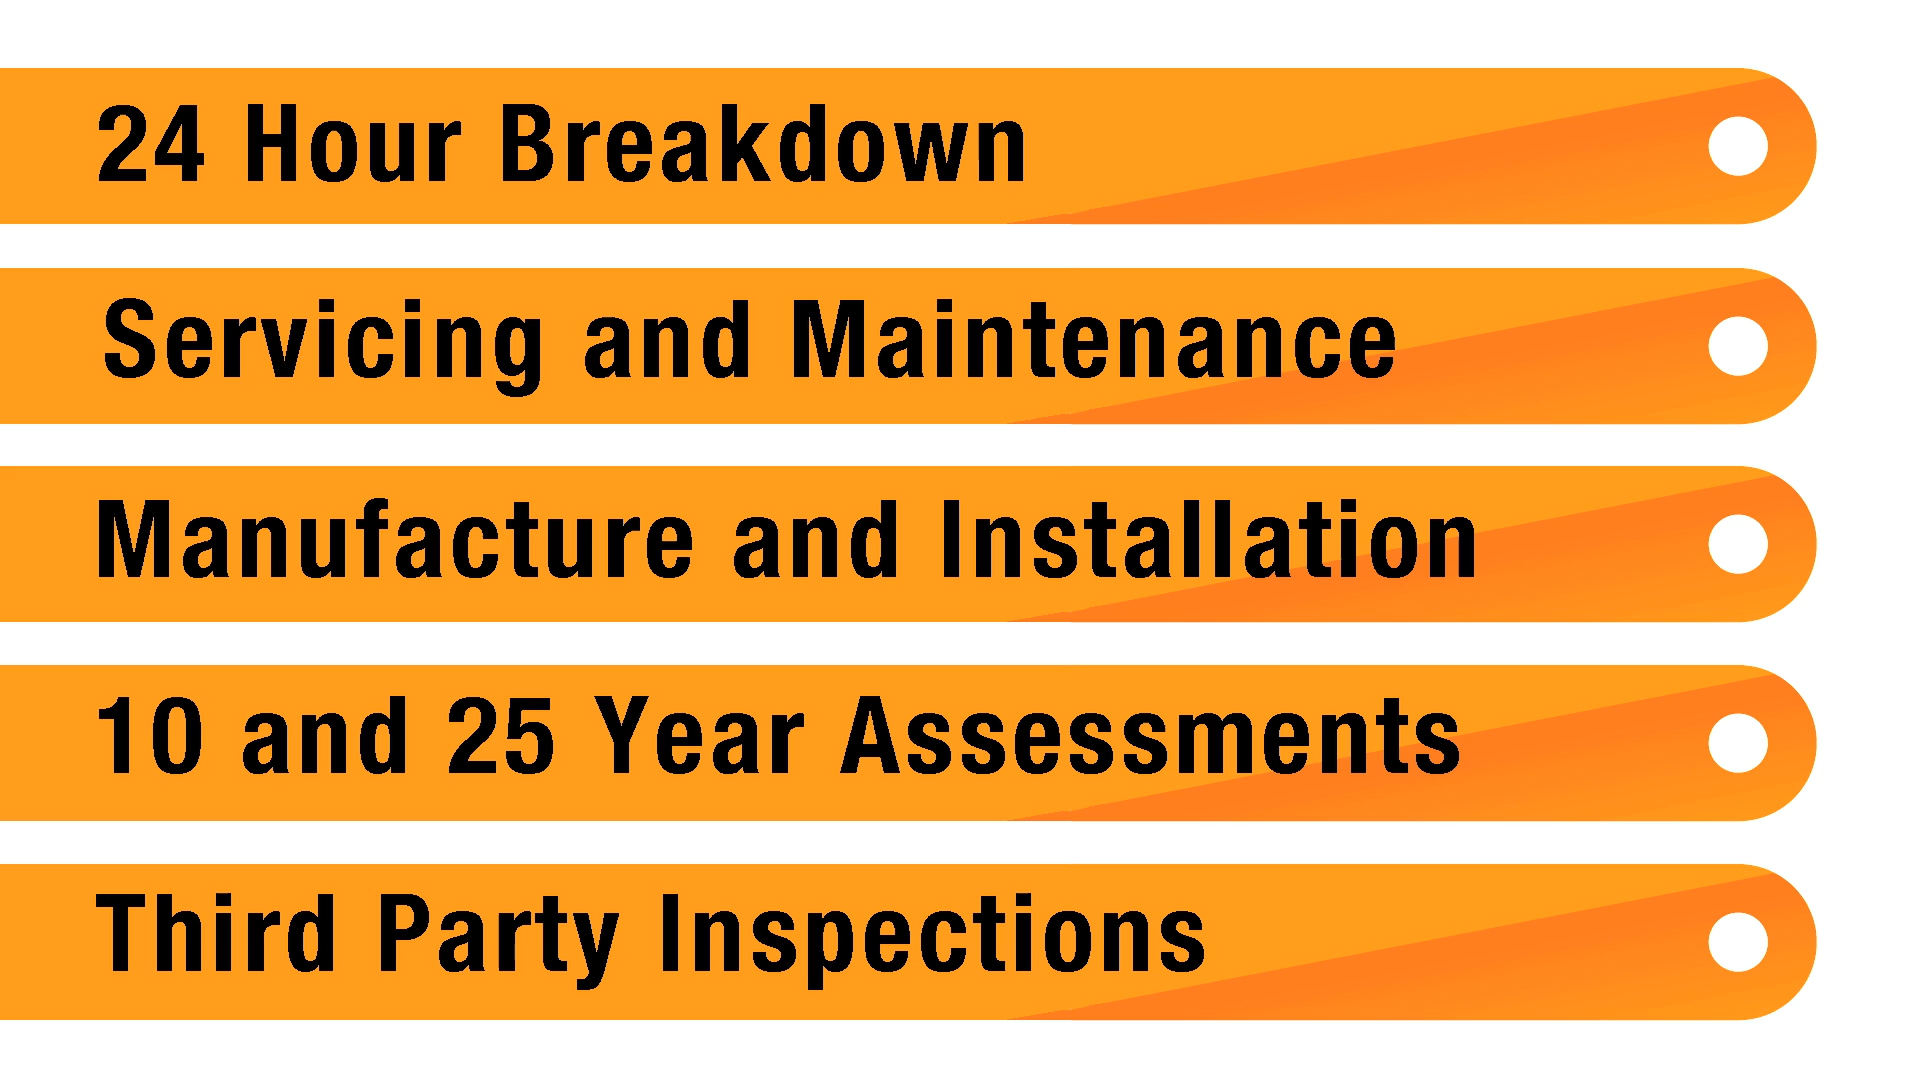 24 Hour Breakdown
Servicing and Maintenance
Manufacture and Installation
10 and 25 Year Assessments
Third Party Inspections